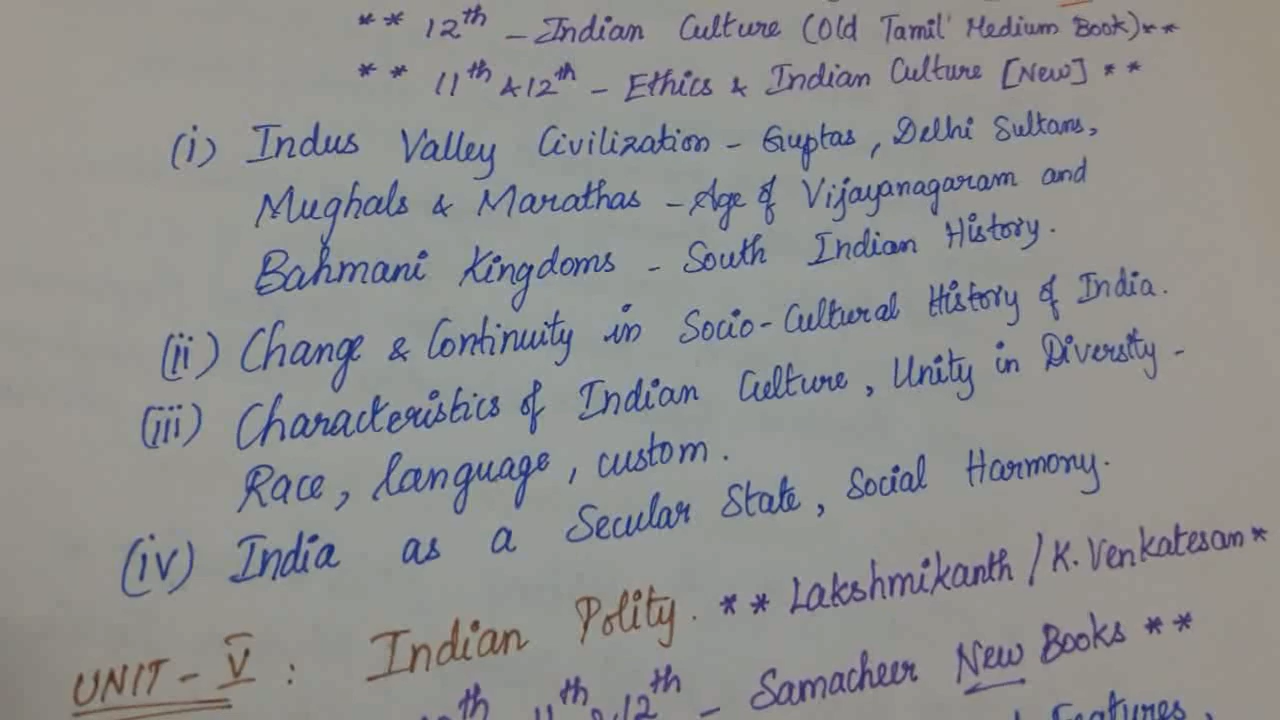 ** 12th - Indian Culture (Old Tamil Medium Book)**
** 11th & 12th - Ethics & Indian Culture [New] **
(i) Indus Valley Civilization - Guptas, Delhi Sultans,
Mughals & Marathas - Age of Vijayanagaram and
Bahmani Kingdoms - South Indian History.
(ii) Change & Continuity in Socio-Cultural History of India.
(iii) Characteristics of Indian Culture, Unity in Diversity -
Race, language, custom.
(iv) India as a Secular State, Social Harmony.
UNIT - V : Indian Polity. ** Lakshmikanth / K. Venkatesan *
11th & 12th - Samacheer New Books **
Features,